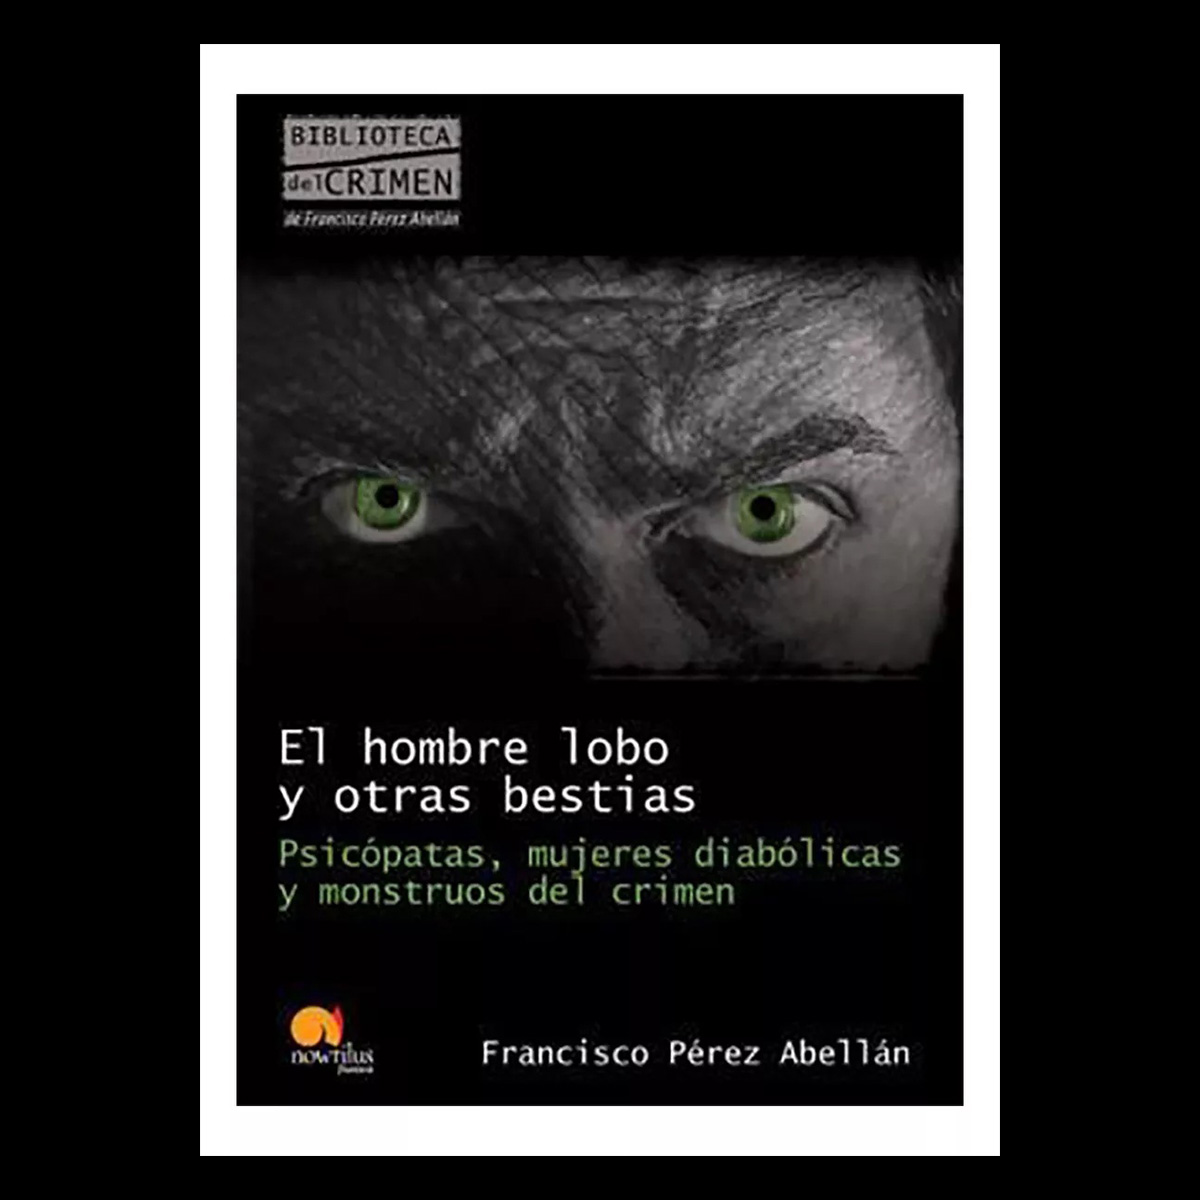 BIBLIOTECA
del CRIMEN
de Francisco Pérez Abellán
El hombre lobo
y otras bestias
Psicópatas, mujeres diabólicas
y monstruos del crimen
nowtilus
Francisco Pérez Abellán